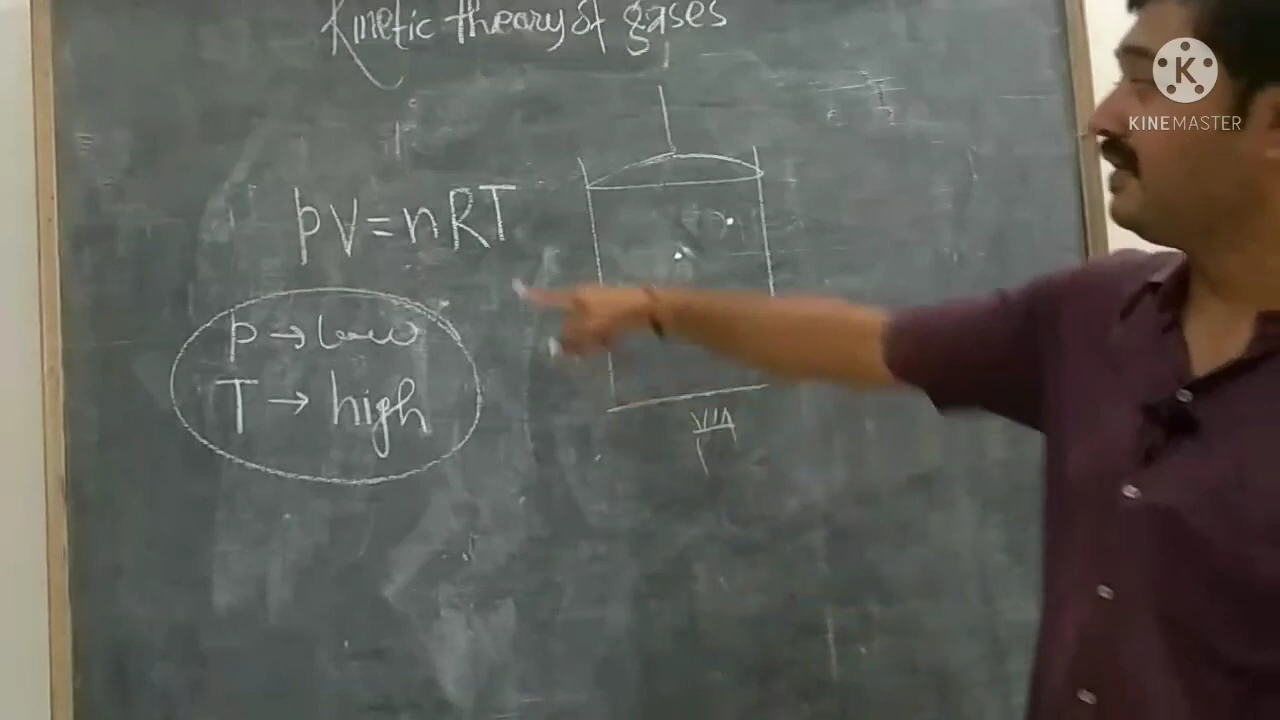 Kinetic theory of gases
PV=nRT
P → Low
T → high
KINEMASTER